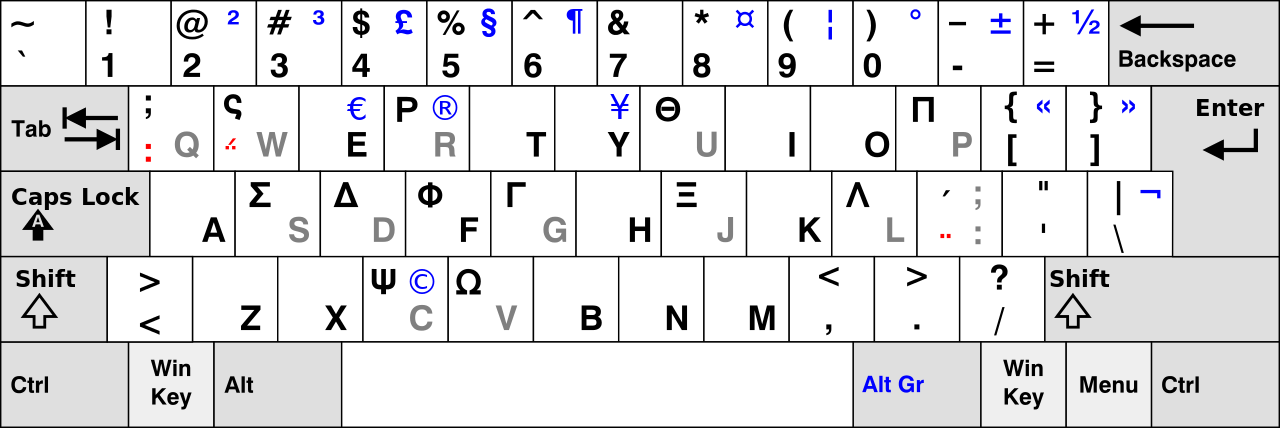 ~ ! @ ² # ³ $ £ % § ^ ¶ & * ¤ ( ¦ ) ° − ± + ½
` 1 2 3 4 5 6 7 8 9 0 - = Backspace
; ς € Ρ ® ¥ Θ Π { « } » Enter
Tab : ΅ Q W E R T Y U I O P [ ]
Caps Lock Σ Δ Φ Γ Ξ Λ ΄ ; " | ¬
A A S D F G H J K L ¨ : ' \
Shift > Ψ © Ω < > ? Shift
< Z X C V B N M , . /
Ctrl Win Key Alt Alt Gr Win Key Menu Ctrl